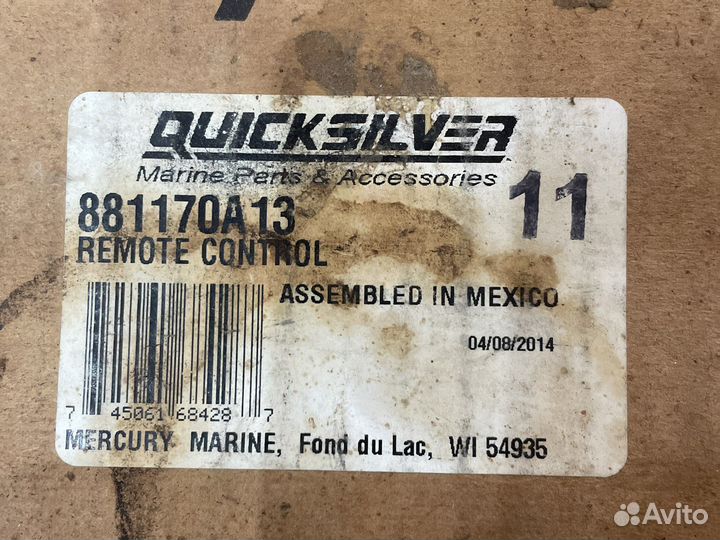 QUICKSILVER
Marine Parts & Accessories
11
881170A13
REMOTE CONTROL
ASSEMBLED IN MEXICO
04/08/2014
7 45061 68428 7
MERCURY MARINE, Fond du Lac, WI 54935
Avito